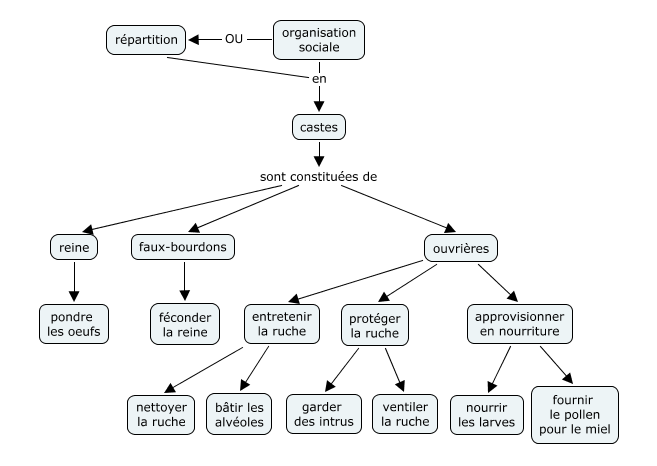 répartition
OU
organisation
sociale
en
castes
sont constituées de
reine
faux-bourdons
ouvrières
pondre
les oeufs
féconder
la reine
entretenir
la ruche
protéger
la ruche
approvisionner
en nourriture
nettoyer
la ruche
bâtir les
alvéoles
garder
des intrus
ventiler
la ruche
nourrir
les larves
fournir
le pollen
pour le miel